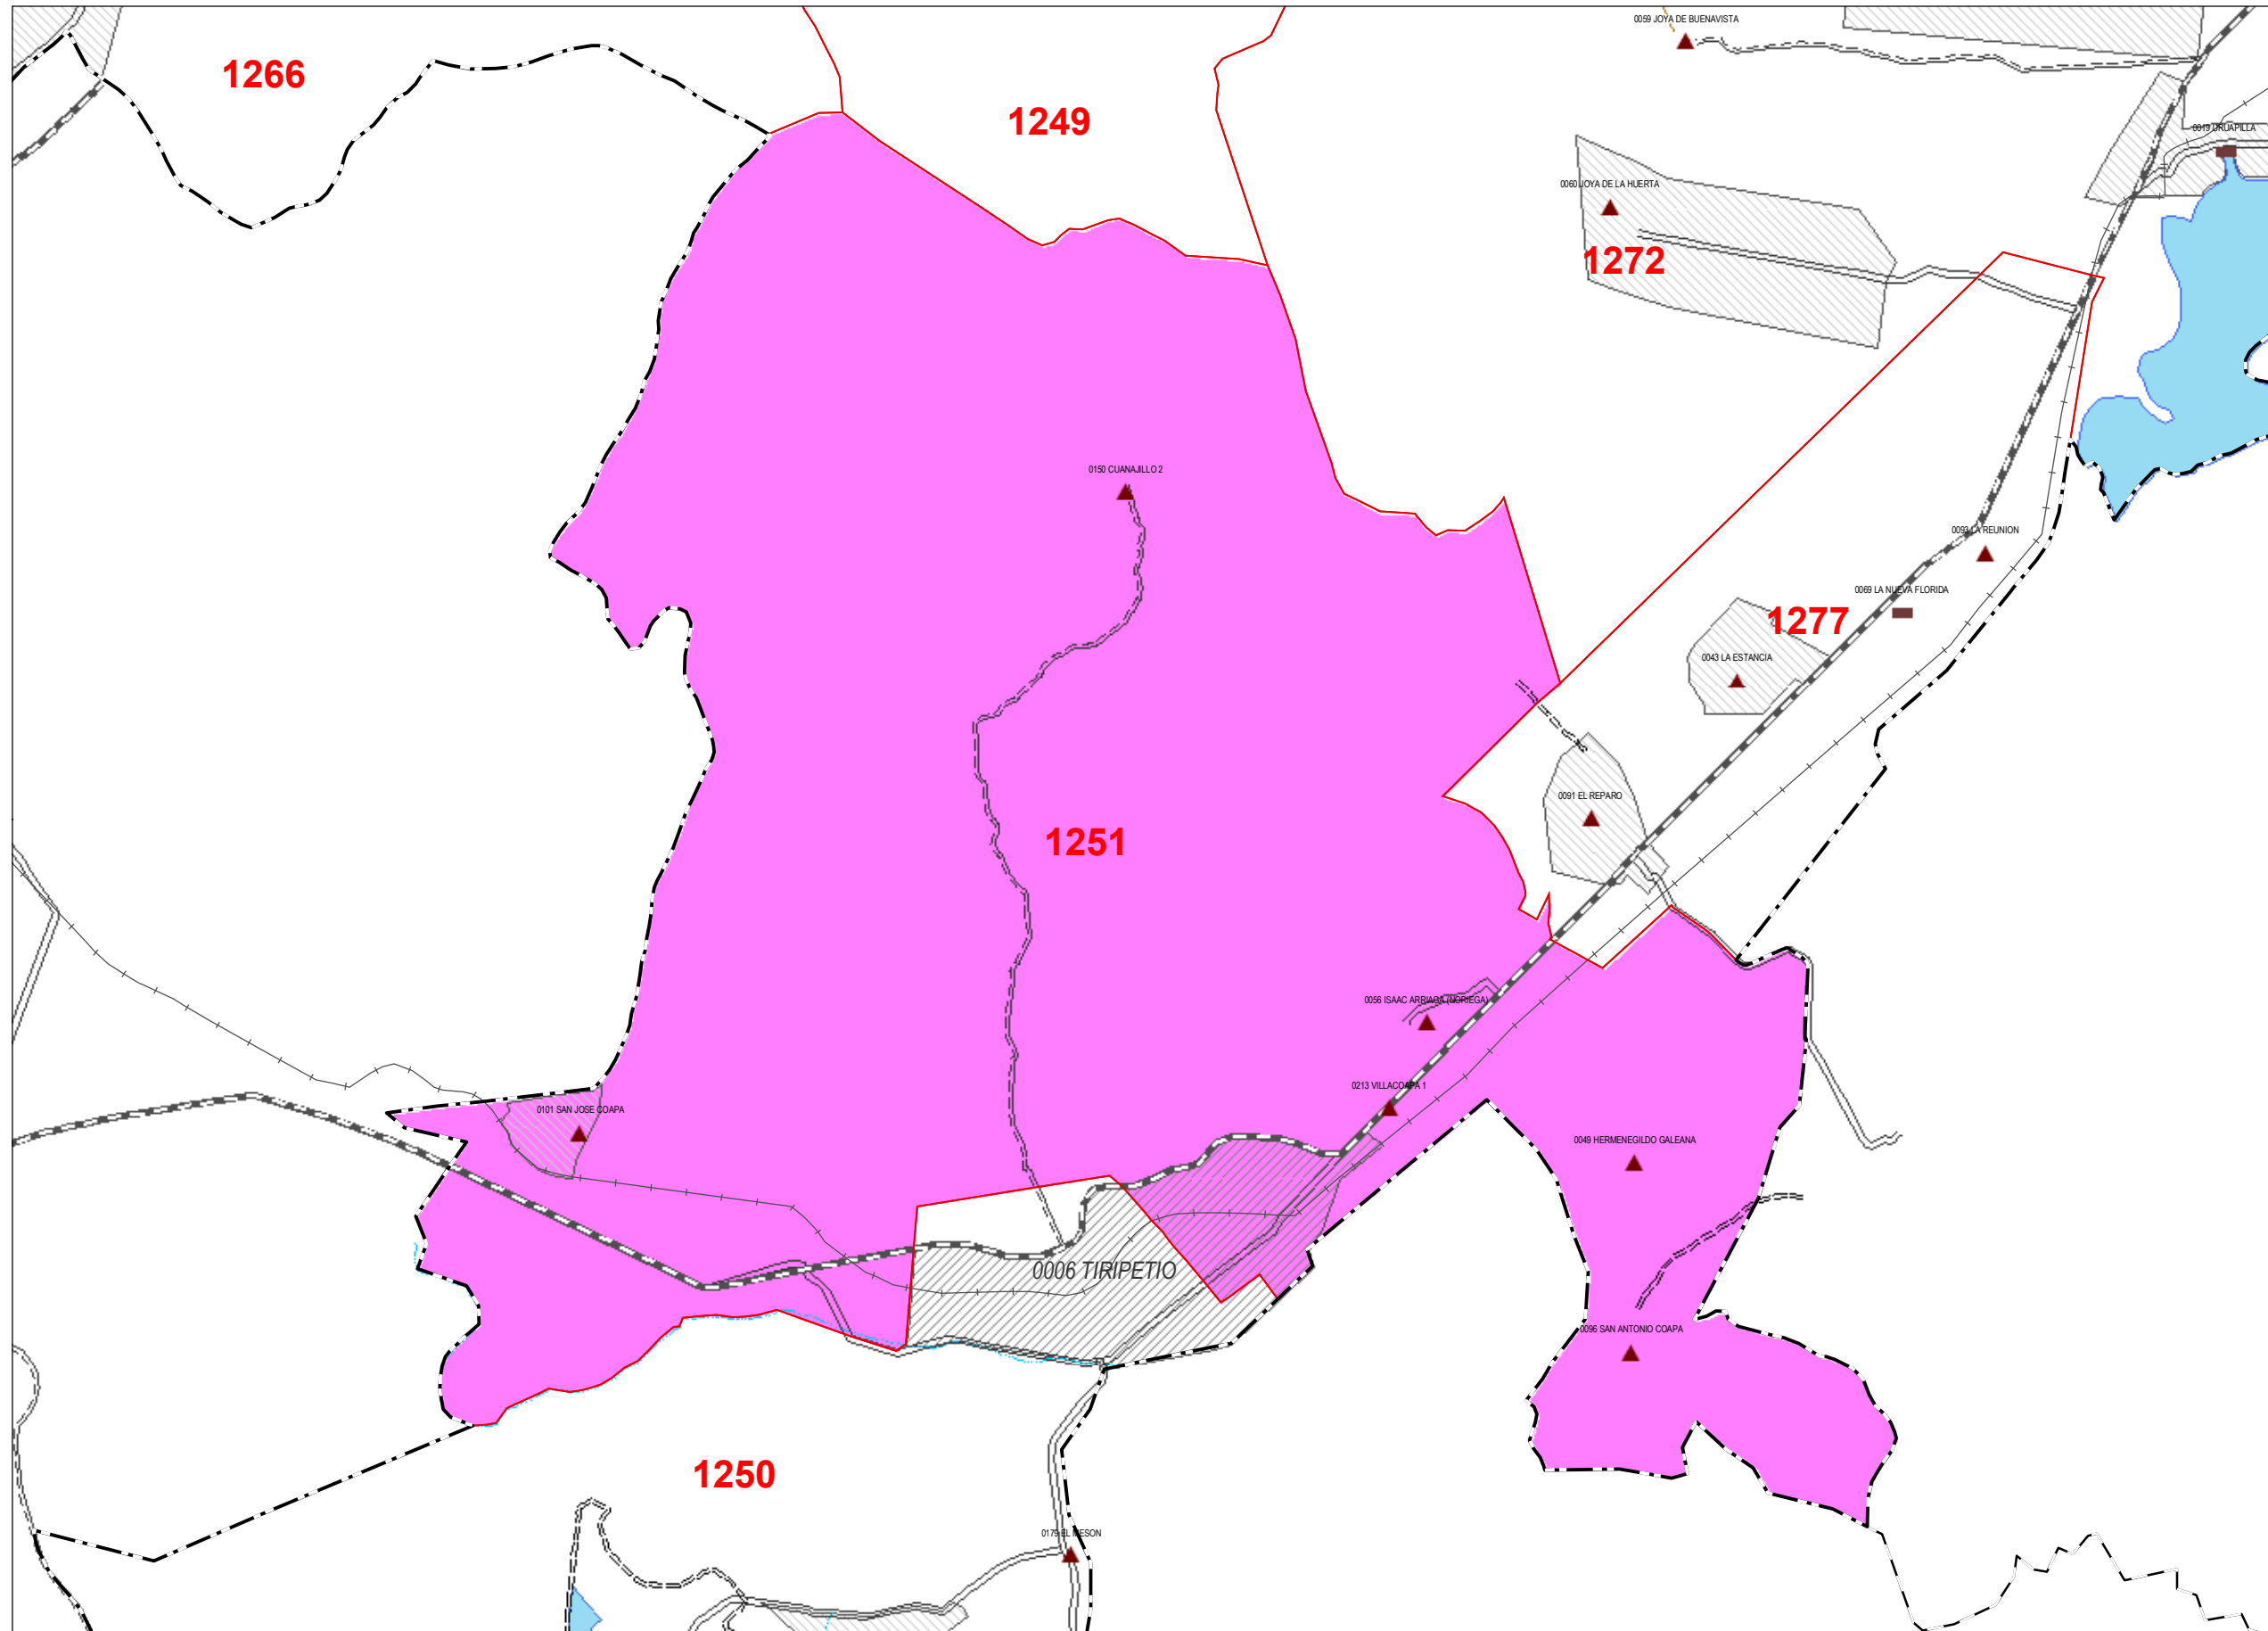 0059 JOYA DE BUENAVISTA
1266
1249
0019 URUAPILLA
0060 JOYA DE LA HUERTA
1272
0150 CUANAJILLO 2
0093 LA REUNION
0069 LA NUEVA FLORIDA
1277
0043 LA ESTANCIA
0091 EL REPARO
1251
0056 ISAAC ARRIAGA (NORIEGA)
0213 VILLACOAPA 1
0101 SAN JOSE COAPA
0049 HERMENEGILDO GALEANA
0006 TIRIPETIO
0096 SAN ANTONIO COAPA
1250
0179 EL MESON